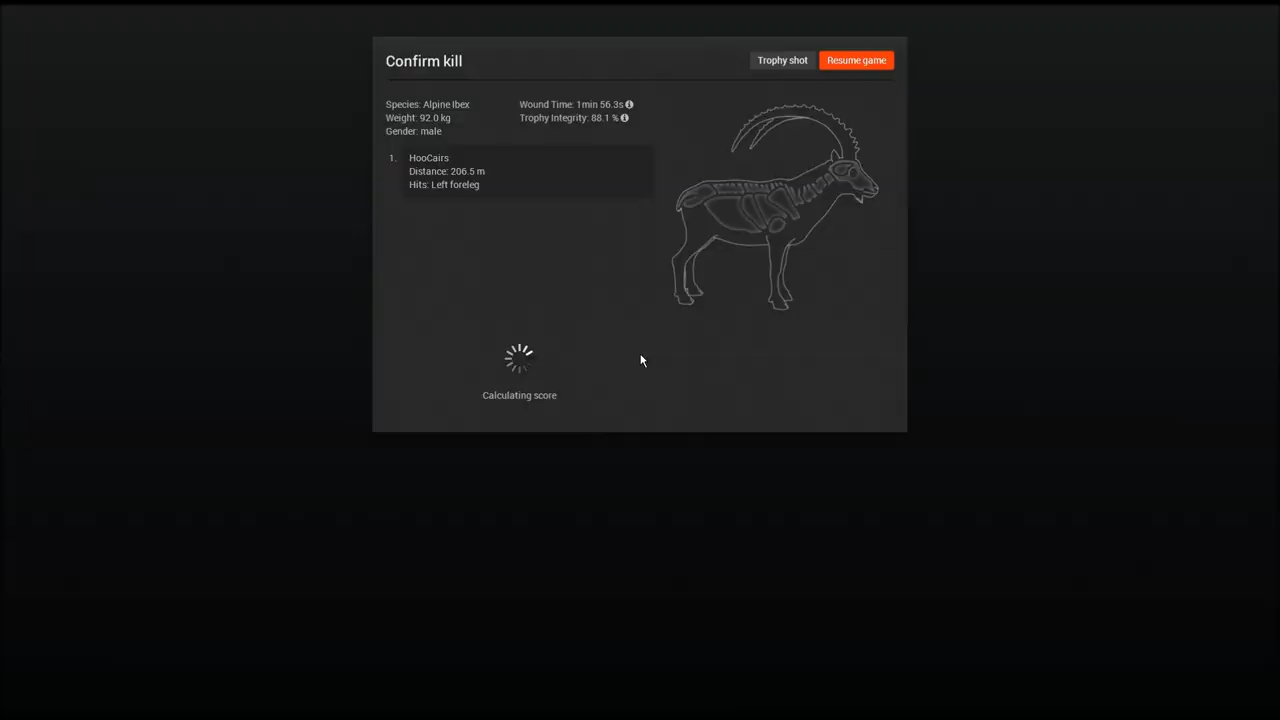 Confirm kill
Trophy shot
Resume game
Species: Alpine Ibex
Weight: 92.0 kg
Gender: male
Wound Time: 1min 56.3s
Trophy Integrity: 88.1 %
1.
HooCairs
Distance: 206.5 m
Hits: Left foreleg
Calculating score